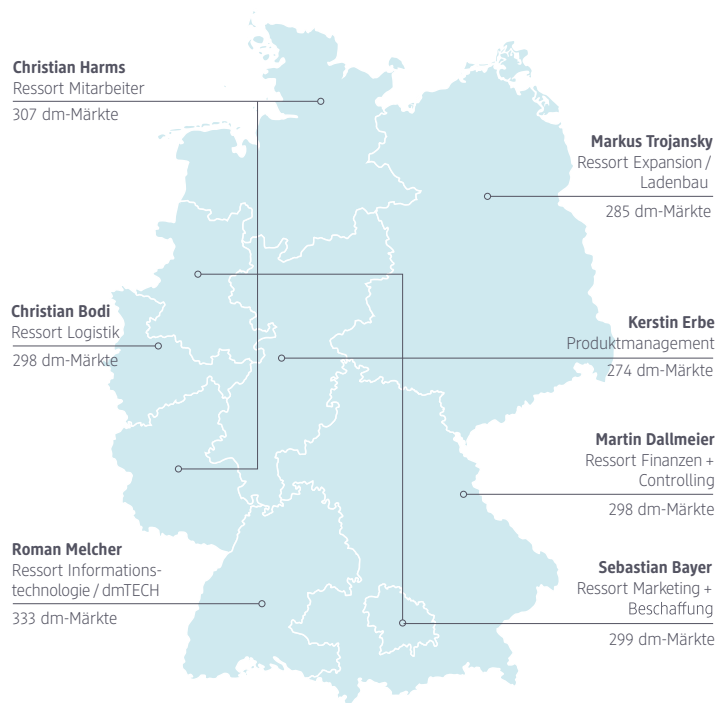 Christian Harms
Ressort Mitarbeiter
307 dm-Märkte
Markus Trojansky
Ressort Expansion /
Ladenbau
285 dm-Märkte
Christian Bodi
Ressort Logistik
298 dm-Märkte
Kerstin Erbe
Produktmanagement
274 dm-Märkte
Martin Dallmeier
Ressort Finanzen +
Controlling
298 dm-Märkte
Roman Melcher
Ressort Informations-
technologie / dmTECH
333 dm-Märkte
Sebastian Bayer
Ressort Marketing +
Beschaffung
299 dm-Märkte